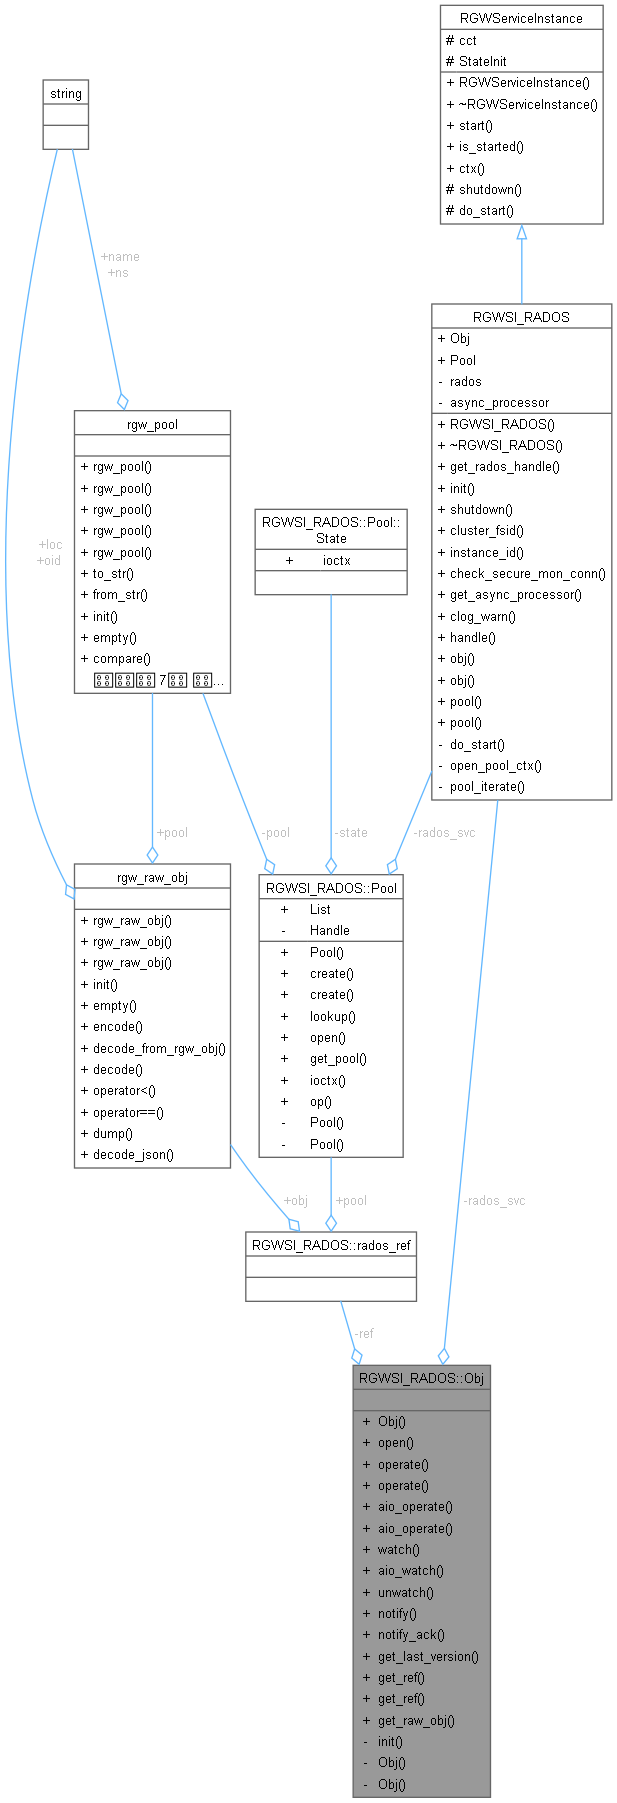 RGWServiceInstance
# cct
# StateInit
+ RGWServiceInstance()
+ ~RGWServiceInstance()
+ start()
+ is_started()
+ ctx()
# shutdown()
# do_start()
string
+name
+ns
RGWSI_RADOS
+ Obj
+ Pool
- rados
- async_processor
+ RGWSI_RADOS()
+ ~RGWSI_RADOS()
+ get_rados_handle()
+ init()
+ shutdown()
+ cluster_fsid()
+ instance_id()
+ check_secure_mon_conn()
+ get_async_processor()
+ clog_warn()
+ handle()
+ obj()
+ obj()
+ pool()
+ pool()
- do_start()
- open_pool_ctx()
- pool_iterate()
rgw_pool
+ rgw_pool()
+ rgw_pool()
+ rgw_pool()
+ rgw_pool()
+ rgw_pool()
+ to_str()
+ from_str()
+ init()
+ empty()
+ compare()
7 ...
RGWSI_RADOS::Pool::
State
+ ioctx
+loc
+oid
+pool
-pool
-state
-rados_svc
rgw_raw_obj
+ rgw_raw_obj()
+ rgw_raw_obj()
+ rgw_raw_obj()
+ init()
+ empty()
+ encode()
+ decode_from_rgw_obj()
+ decode()
+ operator<()
+ operator==()
+ dump()
+ decode_json()
RGWSI_RADOS::Pool
+ List
- Handle
+ Pool()
+ create()
+ create()
+ lookup()
+ open()
+ get_pool()
+ ioctx()
+ op()
- Pool()
- Pool()
+obj
+pool
-rados_svc
RGWSI_RADOS::rados_ref
-ref
RGWSI_RADOS::Obj
+ Obj()
+ open()
+ operate()
+ operate()
+ aio_operate()
+ aio_operate()
+ watch()
+ aio_watch()
+ unwatch()
+ notify()
+ notify_ack()
+ get_last_version()
+ get_ref()
+ get_ref()
+ get_raw_obj()
- init()
- Obj()
- Obj()